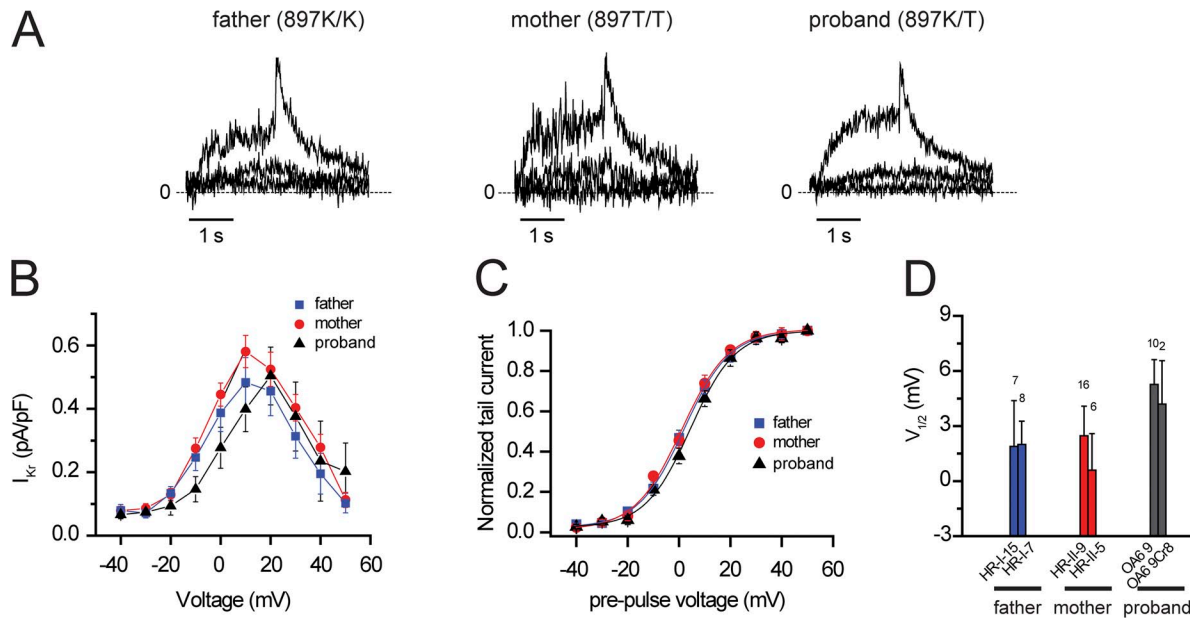 A
father (897K/K)
mother (897T/T)
proband (897K/T)
0
0
0
1 s
1 s
1 s
B
father
mother
proband
0.6
0.4
0.2
0.0
I_Kr (pA/pF)
-40 -20 0 20 40 60
Voltage (mV)
C
1.0
0.8
0.6
0.4
0.2
0.0
Normalized tail current
father
mother
proband
-40 -20 0 20 40 60
pre-pulse voltage (mV)
D
6
3
0
-3
V_1/2 (mV)
7
8
16
6
10
2
HR-I-15
HR-I-7
HR-II-9
HR-II-5
OA6 9
OA6 9Cr8
father
mother
proband